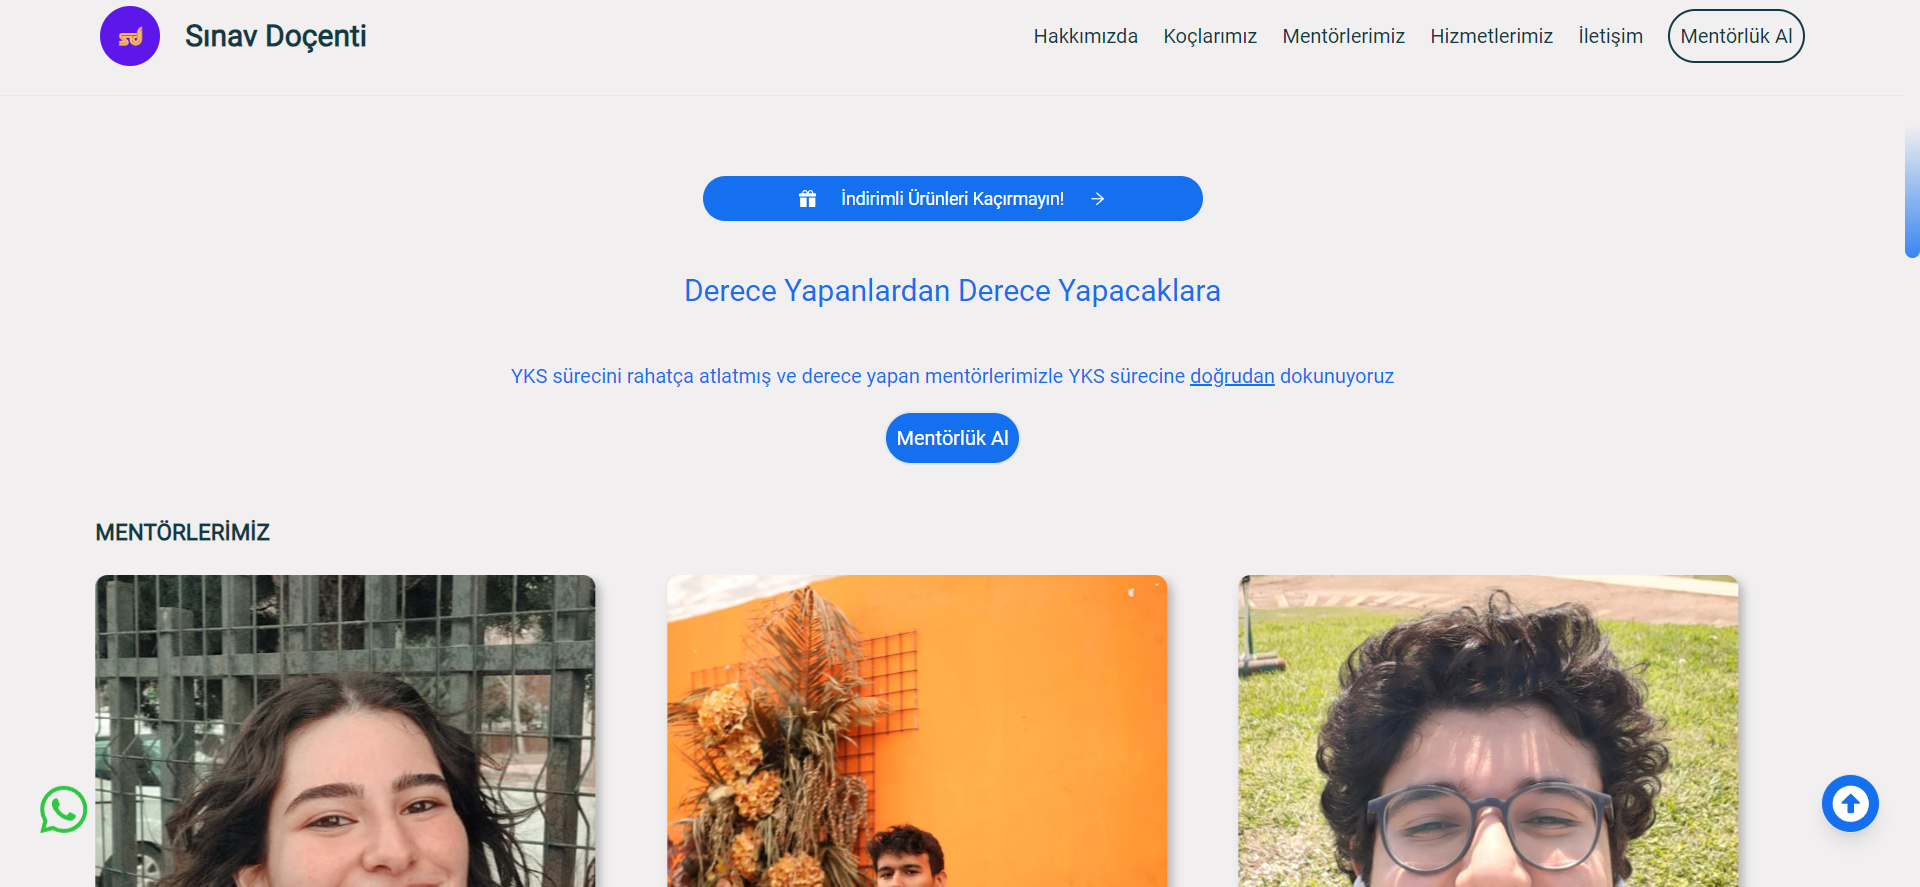 sd
Sınav Doçenti
Hakkımızda
Koçlarımız
Mentörlerimiz
Hizmetlerimiz
İletişim
Mentörlük Al
İndirimli Ürünleri Kaçırmayın!
Derece Yapanlardan Derece Yapacaklara
YKS sürecini rahatça atlatmış ve derece yapan mentörlerimizle YKS sürecine doğrudan dokunuyoruz
Mentörlük Al
MENTÖRLERİMİZ